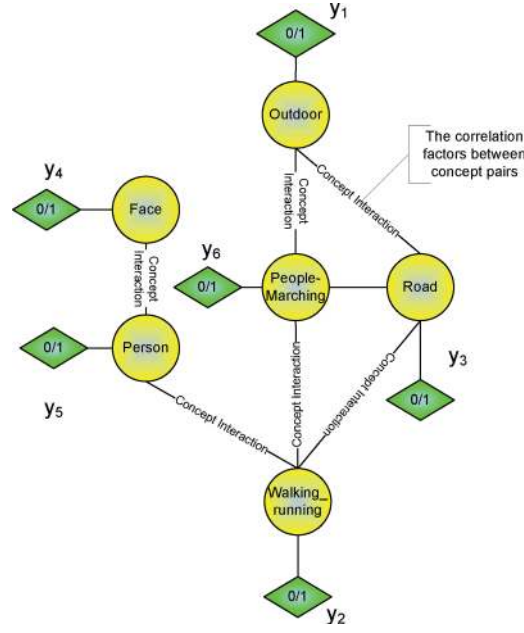 y1
0/1
Outdoor
The correlation
factors between
concept pairs
Concept Interaction
Concept
Interaction
y4
0/1
Face
Concept
Interaction
y6
0/1
People-
Marching
Road
0/1
Person
y5
y3
0/1
Concept Interaction
Concept Interaction
Concept Interaction
Walking_
running
0/1
y2